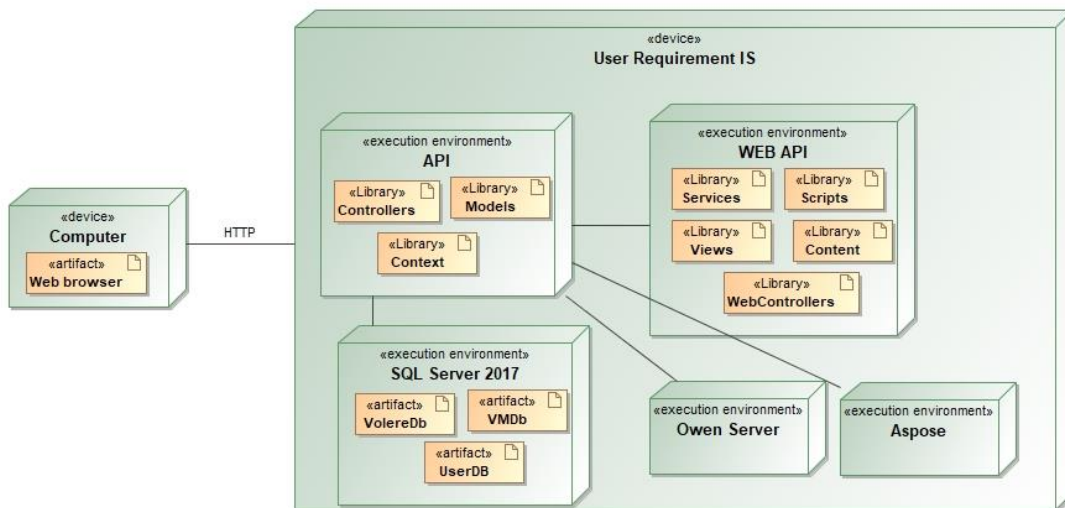 «device»
User Requirement IS
«execution environment»
API
«Library»
Controllers
«Library»
Models
«Library»
Context
«execution environment»
WEB API
«Library»
Services
«Library»
Scripts
«Library»
Views
«Library»
Content
«Library»
WebControllers
«device»
Computer
«artifact»
Web browser
HTTP
«execution environment»
SQL Server 2017
«artifact»
VolereDb
«artifact»
VMDb
«artifact»
UserDB
«execution environment»
Owen Server
«execution environment»
Aspose